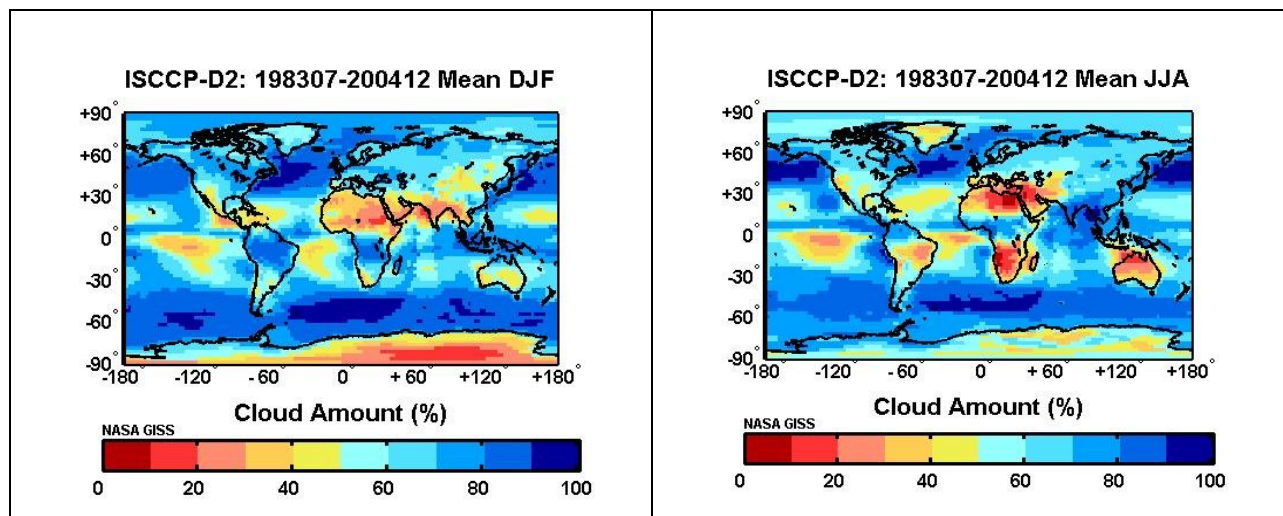 ISCCP-D2: 198307-200412 Mean DJF
+90°
+60
+30
0
-30
-60
-90
-180 -120 -60 0 +60 +120 +180°
Cloud Amount (%)
NASA GISS
0 20 40 60 80 100
ISCCP-D2: 198307-200412 Mean JJA
+90°
+60°
+30°
0°
-30°
-60°
-90°
-180 -120 -60 0 +60 +120 +180°
Cloud Amount (%)
NASA GISS
0 20 40 60 80 100